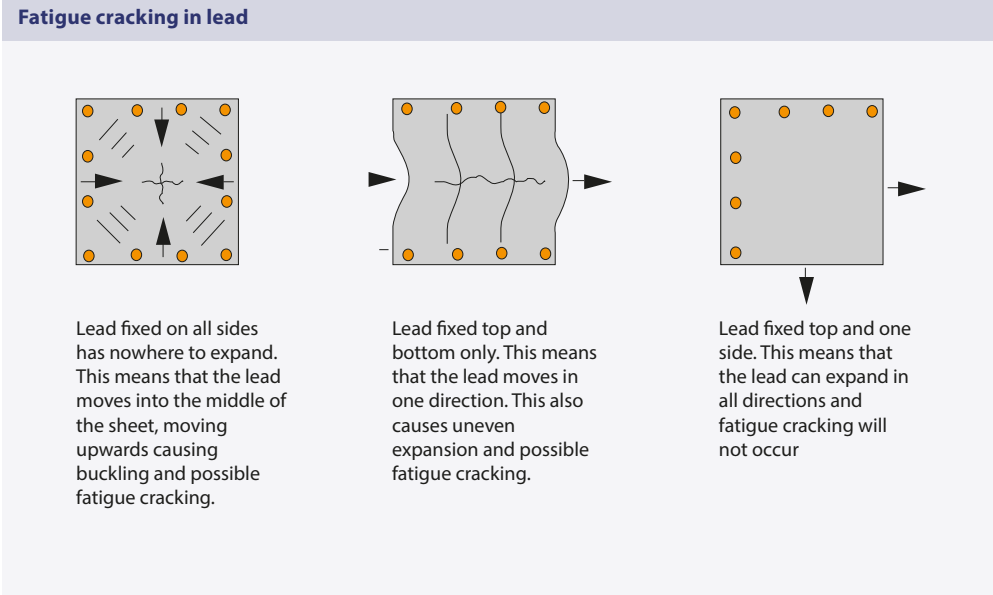 Fatigue cracking in lead
Lead fixed on all sides
has nowhere to expand.
This means that the lead
moves into the middle of
the sheet, moving
upwards causing
buckling and possible
fatigue cracking.
Lead fixed top and
bottom only. This means
that the lead moves in
one direction. This also
causes uneven
expansion and possible
fatigue cracking.
Lead fixed top and one
side. This means that
the lead can expand in
all directions and
fatigue cracking will
not occur